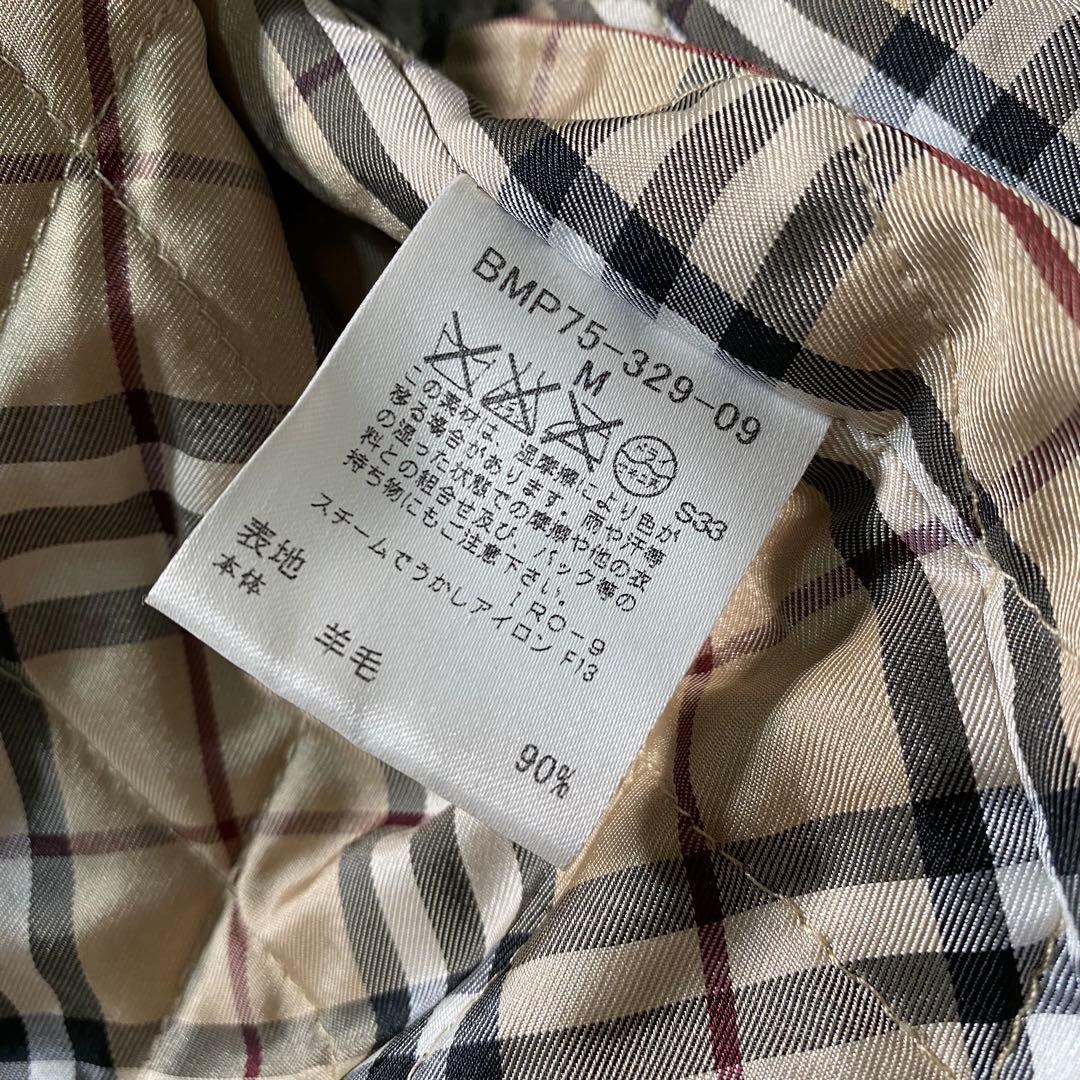 BMP75-329-09
M
S33
この素材は、湿摩擦により色が
移る場合があります。雨や汗等
の湿った状態での摩擦や他の衣
料との組合せ及び、バック等の
持ち物にもご注意下さい。
IRO-9
スチームでうかしアイロン F13
表地
本体
羊毛
90%